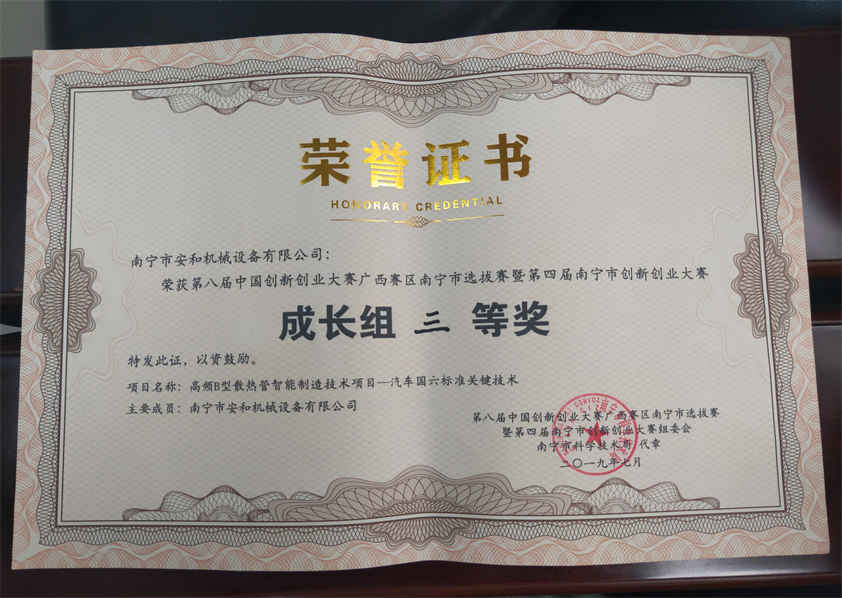 荣誉证书
HONORARY CREDENTIAL
南宁市安和机械设备有限公司：
荣获第八届中国创新创业大赛广西赛区南宁市选拔赛暨第四届南宁市创新创业大赛
成长组 三 等奖
特发此证，以资鼓励。
项目名称：高频B型散热管智能制造技术项目—汽车国六标准关键技术
主要成员：南宁市安和机械设备有限公司
第八届中国创新创业大赛广西赛区南宁市选拔赛
暨第四届南宁市创新创业大赛组委会
南宁市科学技术局 代章
二〇一九年七月